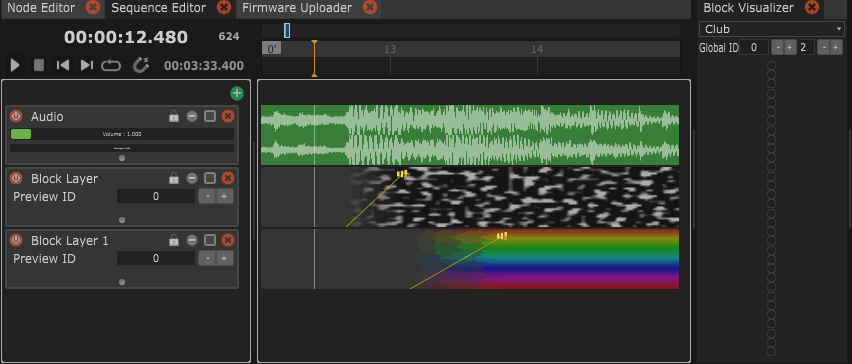 Node Editor Sequence Editor Firmware Uploader Block Visualizer
00:00:12.480 624
0' 13 14
00:03:33.400
Club
Global ID 0 - + 2 - +
Audio
Volume : 1.000
Block Layer
Preview ID 0 - +
Block Layer 1
Preview ID 0 - +